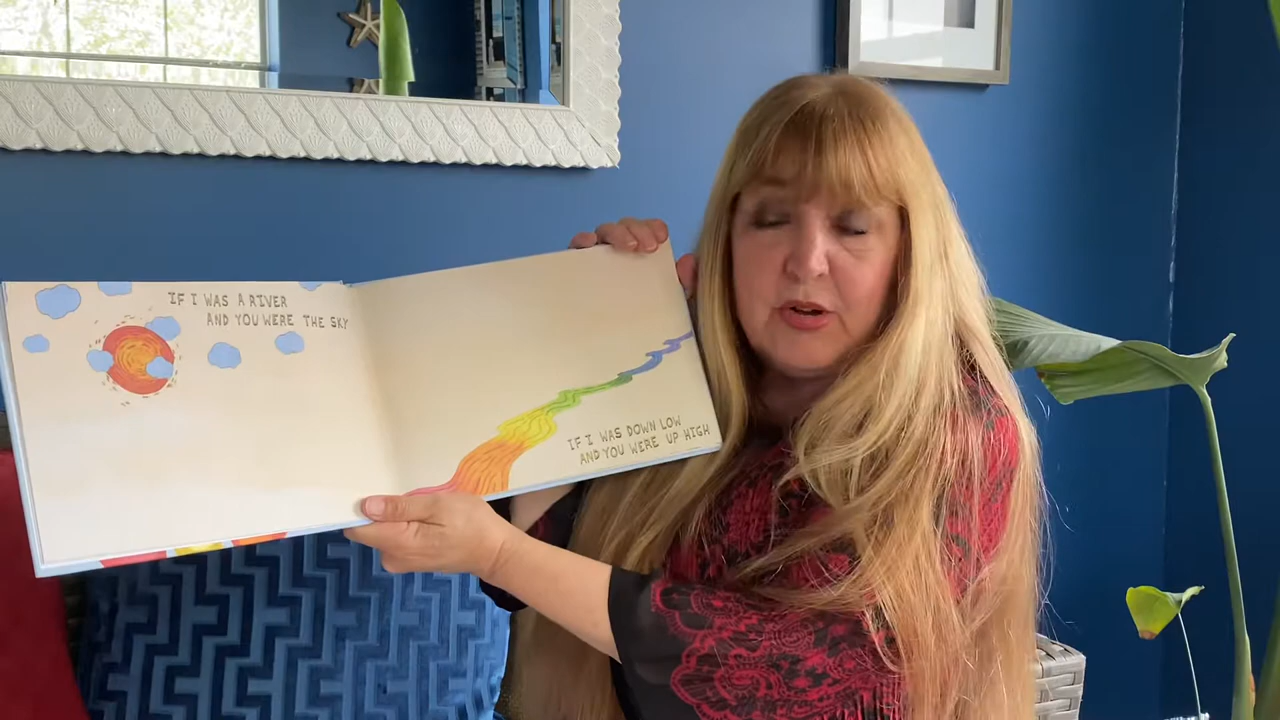 IF I WAS A RIVER
AND YOU WERE THE SKY
IF I WAS DOWN LOW
AND YOU WERE UP HIGH